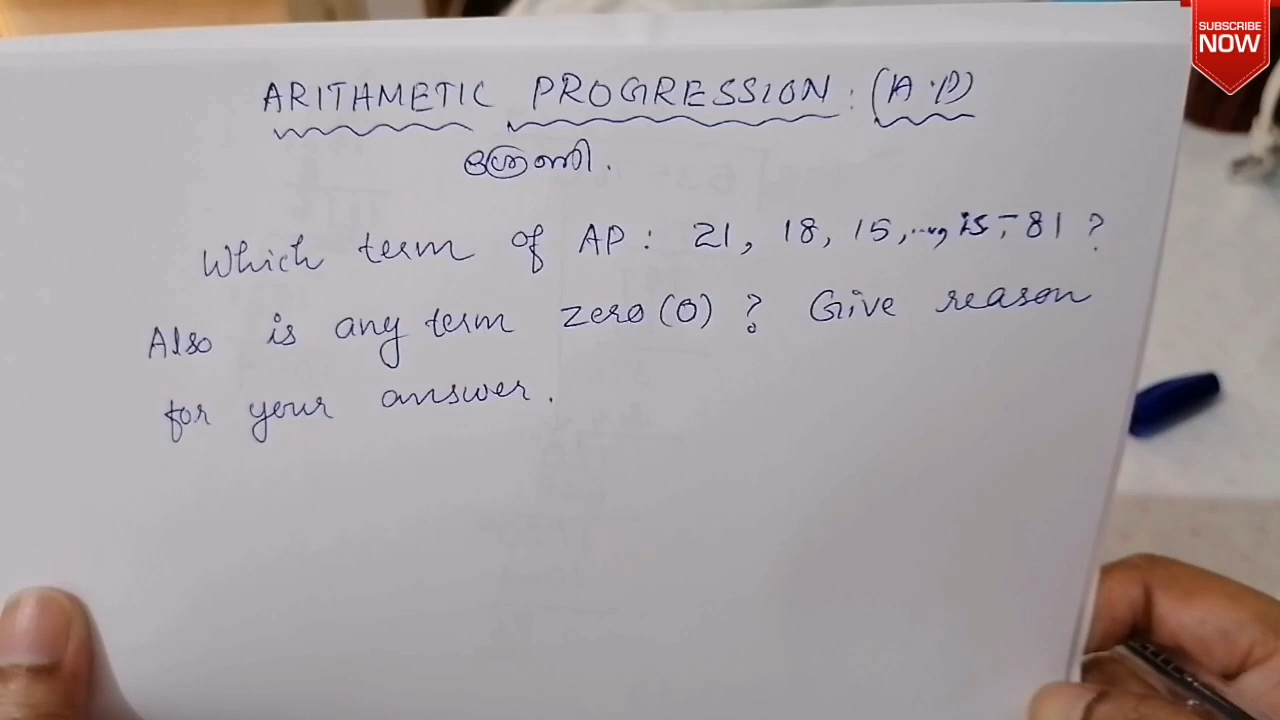 SUBSCRIBE
NOW
ARITHMETIC PROGRESSION : (A.P)
ശ്രേണി.
Which term of AP : 21, 18, 15,..., is -81 ?
Also is any term zero (0) ? Give reason
for your answer.